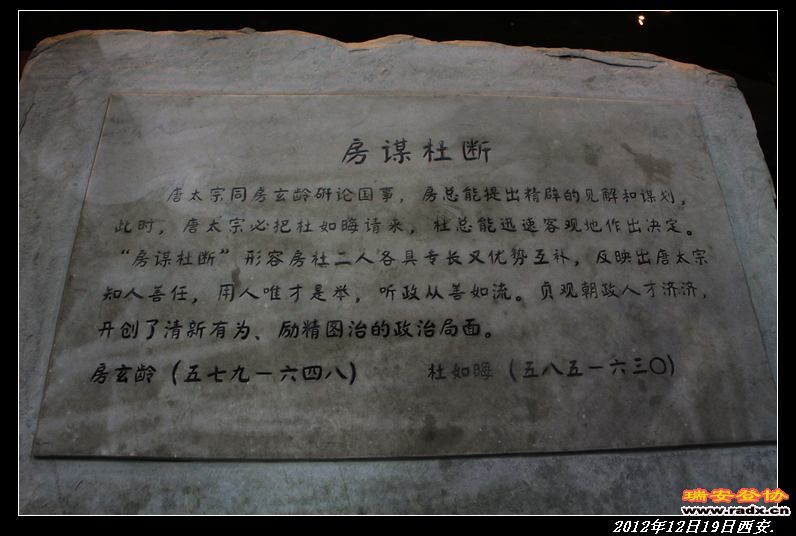 房谋杜断
唐太宗同房玄龄研论国事，房总能提出精辟的见解和谋划，
此时，唐太宗必把杜如晦请来，杜总能迅速客观地作出决定。
“房谋杜断”形容房杜二人各具专长又优势互补，反映出唐太宗
知人善任，用人唯才是举，听政从善如流。贞观朝政人才济济，
开创了清新有为、励精图治的政治局面。
房玄龄（五七九－六四八） 杜如晦（五八五－六三〇）
瑞安登协
www.radx.cn
2012年12日19日西安.